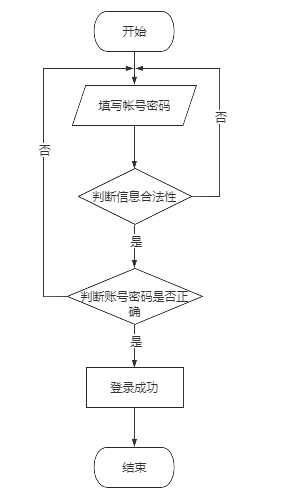 开始
填写帐号密码
否
否
判断信息合法性
是
判断账号密码是否正
确
是
登录成功
结束